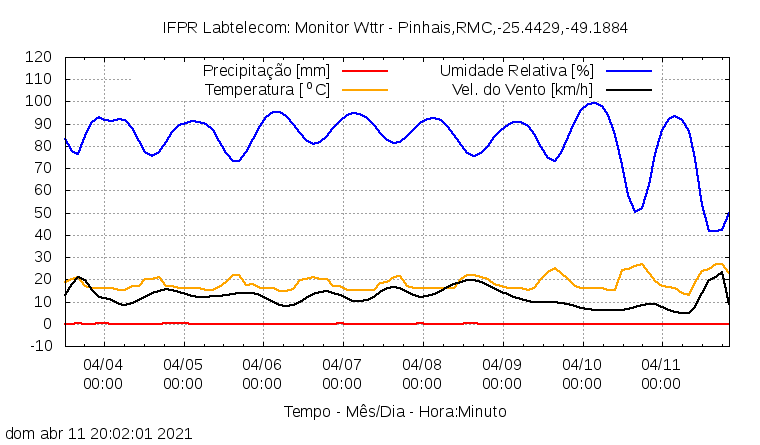 IFPR Labtelecom: Monitor Wttr - Pinhais,RMC,-25.4429,-49.1884
120
110
100
90
80
70
60
50
40
30
20
10
0
-10
Precipitação [mm]
Temperatura [⁰C]
Umidade Relativa [%]
Vel. do Vento [km/h]
04/04 04/05 04/06 04/07 04/08 04/09 04/10 04/11
00:00 00:00 00:00 00:00 00:00 00:00 00:00 00:00
Tempo - Mês/Dia - Hora:Minuto
dom abr 11 20:02:01 2021